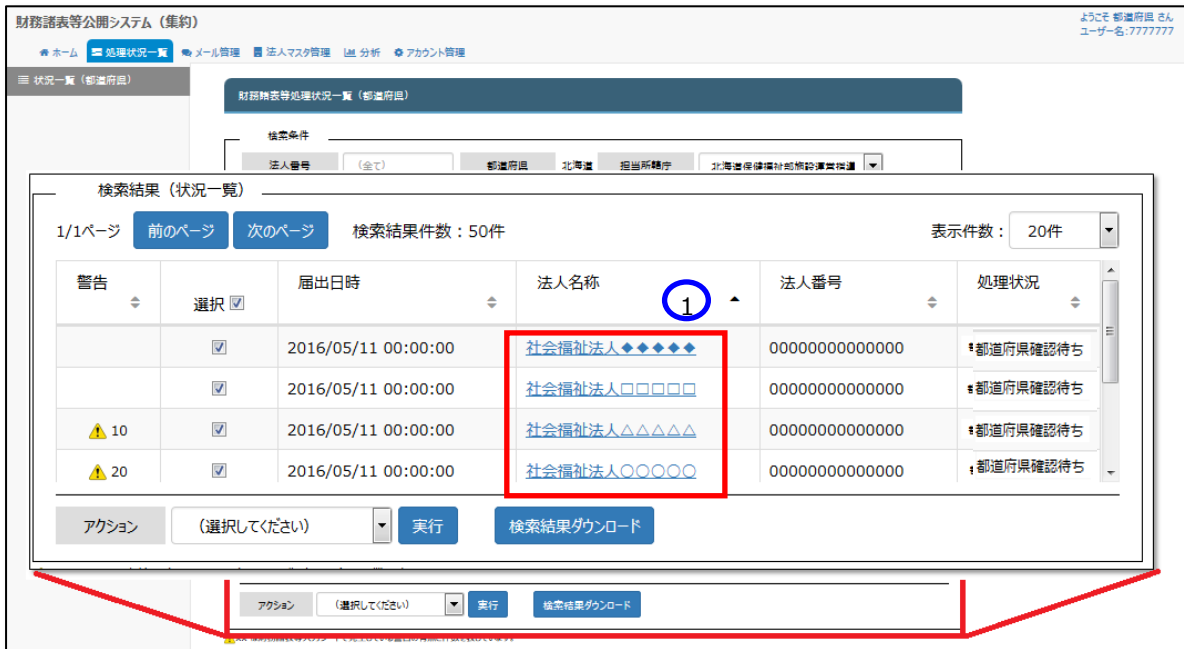 財務諸表等公開システム（集約）
ようこそ 都道府県 さん
ユーザー名:7777777
ホーム 処理状況一覧 メール管理 法人マスタ管理 分析 アカウント管理
状況一覧（都道府県）
財務諸表等処理状況一覧（都道府県）
検索条件
法人番号 （全て） 都道府県 北海道 担当所轄庁 北海道保健福祉部施設運営指導
検索結果（状況一覧）
1/1ページ 前のページ 次のページ 検索結果件数：50件 表示件数： 20件
警告 選択 届出日時 法人名称 1 法人番号 処理状況
2016/05/11 00:00:00 社会福祉法人◆◆◆◆◆ 00000000000000 都道府県確認待ち
2016/05/11 00:00:00 社会福祉法人□□□□□ 00000000000000 都道府県確認待ち
10 2016/05/11 00:00:00 社会福祉法人△△△△△ 00000000000000 都道府県確認待ち
20 2016/05/11 00:00:00 社会福祉法人○○○○○ 00000000000000 都道府県確認待ち
アクション （選択してください） 実行 検索結果ダウンロード
アクション （選択してください） 実行 検索結果ダウンロード